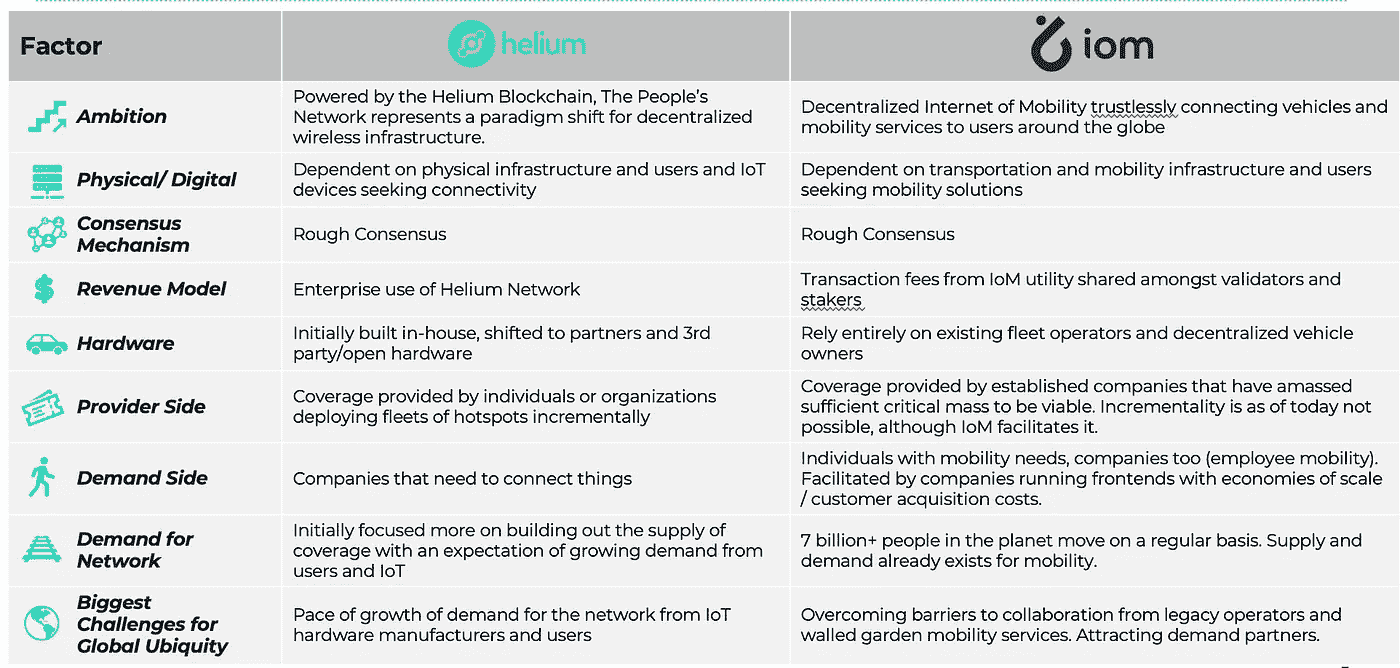 Factor
helium
iom
Ambition
Powered by the Helium Blockchain, The People's
Network represents a paradigm shift for decentralized
wireless infrastructure.
Decentralized Internet of Mobility trustlessly connecting vehicles and
mobility services to users around the globe
Physical/ Digital
Dependent on physical infrastructure and users and IoT
devices seeking connectivity
Dependent on transportation and mobility infrastructure and users
seeking mobility solutions
Consensus
Mechanism
Rough Consensus
Rough Consensus
Revenue Model
Enterprise use of Helium Network
Transaction fees from IoM utility shared amongst validators and
stakers
Hardware
Initially built in-house, shifted to partners and 3rd
party/open hardware
Rely entirely on existing fleet operators and decentralized vehicle
owners
Provider Side
Coverage provided by individuals or organizations
deploying fleets of hotspots incrementally
Coverage provided by established companies that have amassed
sufficient critical mass to be viable. Incrementality is as of today not
possible, although IoM facilitates it.
Demand Side
Companies that need to connect things
Individuals with mobility needs, companies too (employee mobility).
Facilitated by companies running frontends with economies of scale
/ customer acquisition costs.
Demand for
Network
Initially focused more on building out the supply of
coverage with an expectation of growing demand from
users and IoT
7 billion+ people in the planet move on a regular basis. Supply and
demand already exists for mobility.
Biggest
Challenges for
Global Ubiquity
Pace of growth of demand for the network from IoT
hardware manufacturers and users
Overcoming barriers to collaboration from legacy operators and
walled garden mobility services. Attracting demand partners.